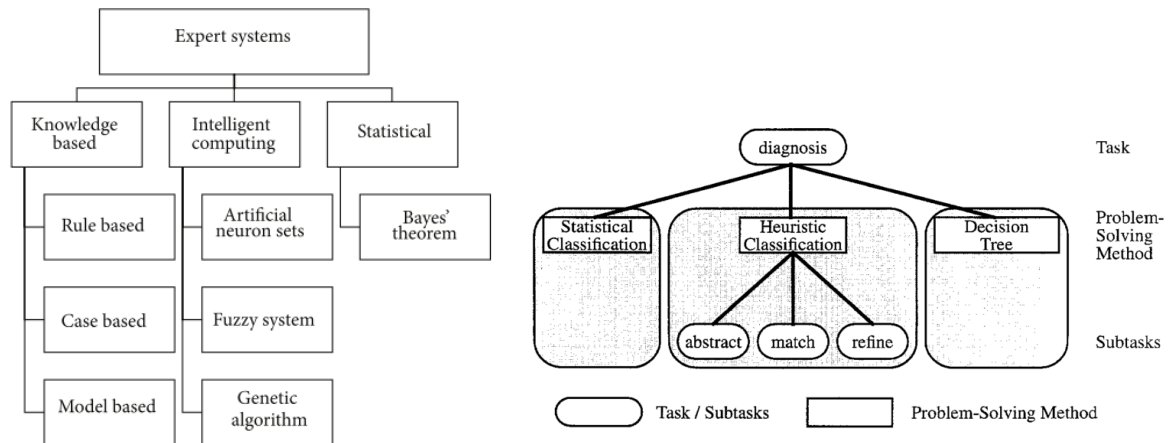 Expert systems
Knowledge
based
Intelligent
computing
Statistical
Rule based
Artificial
neuron sets
Bayes'
theorem
Case based
Fuzzy system
Model based
Genetic
algorithm
diagnosis
Task
Statistical
Classification
Heuristic
Classification
Decision
Tree
Problem-
Solving
Method
abstract
match
refine
Subtasks
Task / Subtasks
Problem-Solving Method